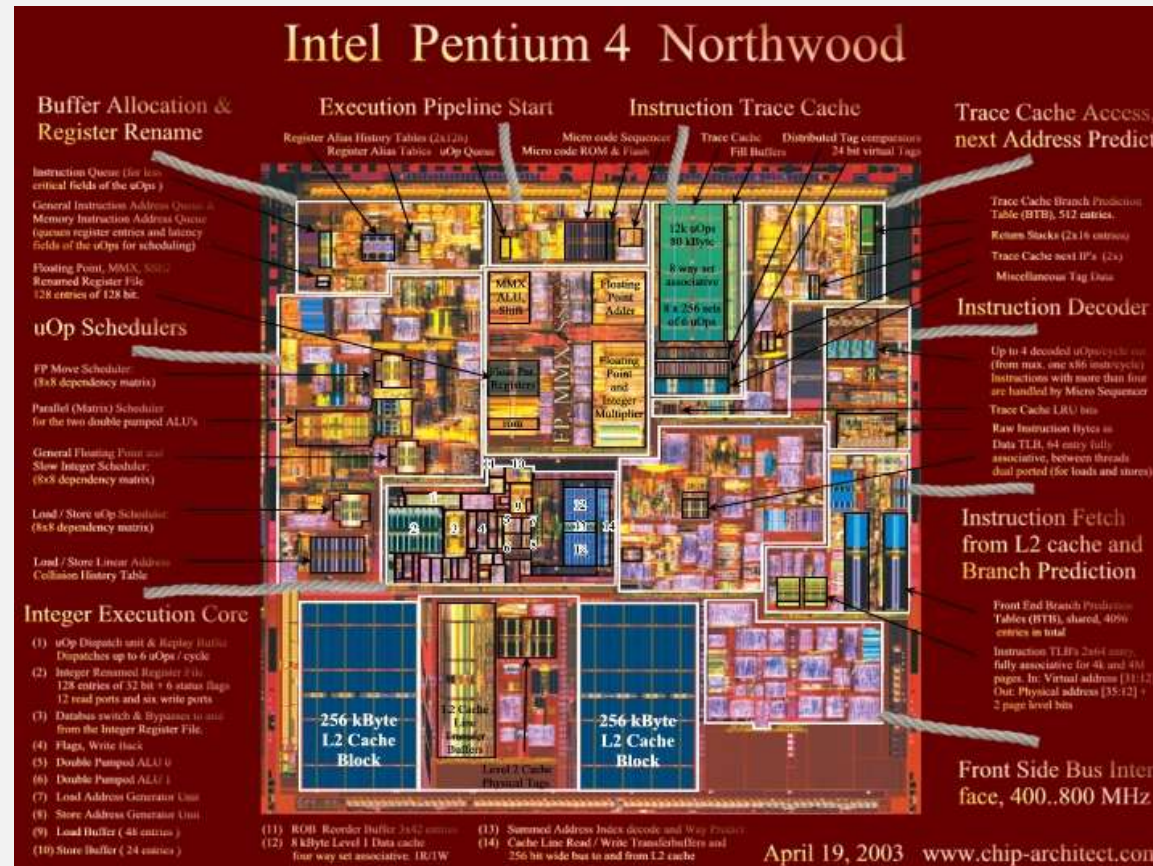 Intel Pentium 4 Northwood
Buffer Allocation &
Register Rename
Instruction Queue (for less
critical fields of the uOps )
General Instruction Address Queue &
Memory Instruction Address Queue
(queues register entries and latency
fields of the uOps for scheduling)
Floating Point, MMX, SSE2
Renamed Register File
128 entries of 128 bit.
uOp Schedulers
FP Move Scheduler:
(8x8 dependency matrix)
Parallel (Matrix) Scheduler
for the two double pumped ALU's
General Floating Point and
Slow Integer Scheduler:
(8x8 dependency matrix)
Load / Store uOp Scheduler:
(8x8 dependency matrix)
Load / Store Linear Address
Collision History Table
Integer Execution Core
(1) uOp Dispatch unit & Replay Buffer
Dispatches up to 6 uOps / cycle
(2) Integer Renamed Register File
128 entries of 32 bit + 6 status flags
12 read ports and six write ports
(3) Databus switch & Bypasses to and
from the Integer Register File.
(4) Flags, Write Back
(5) Double Pumped ALU 0
(6) Double Pumped ALU 1
(7) Load Address Generator Unit
(8) Store Address Generator Unit
(9) Load Buffer ( 48 entries )
(10) Store Buffer ( 24 entries )
Execution Pipeline Start
Register Alias History Tables (2x126)
Register Alias Tables uOp Queue
Instruction Trace Cache
Micro code Sequencer
Micro code ROM & Flash
Trace Cache
Fill Buffers
Distributed Tag comparators
24 bit virtual Tags
12k uOps
80 kByte
8 way set
associative
8 x 256 sets
of 6 uOps
MMX
ALU,
Shift
Floating
Point
Adder
FP, MMX, SSE
Registers
Floating
Point
and
Integer
Multiplier
11
10
1
2
3
4
5
6
7
8
9
12
13
12
14
256 kByte
L2 Cache
Block
L2 Cache
Line
Buffers
Level 2 Cache
Physical Tags
256 kByte
L2 Cache
Block
(11) ROB Reorder Buffer 3x42 entries
(12) 8 kByte Level 1 Data cache
four way set associative. 1R/1W
(13) Summed Address Index decode and Way Predict
(14) Cache Line Read / Write Transferbuffers and
256 bit wide bus to and from L2 cache
Trace Cache Access,
next Address Predict
Trace Cache Branch Prediction
Table (BTB), 512 entries.
Return Stacks (2x16 entries)
Trace Cache next IP's (2x)
Miscellaneous Tag Data
Instruction Decoder
Up to 4 decoded uOps/cycle out.
(from max. one x86 instr/cycle)
Instructions with more than four
are handled by Micro Sequencer
Trace Cache LRU bits
Raw Instruction Bytes in
Data TLB, 64 entry fully
associative, between threads
dual ported (for loads and stores)
Instruction Fetch
from L2 cache and
Branch Prediction
Front End Branch Prediction
Tables (BTB), shared, 4096
entries in total
Instruction TLB's 2x64 entry,
fully associative for 4k and 4M
pages. In: Virtual address [31:12
Out: Physical address [35:12] +
2 page level bits
Front Side Bus Inter
face, 400..800 MHz
April 19, 2003 www.chip-architect.com